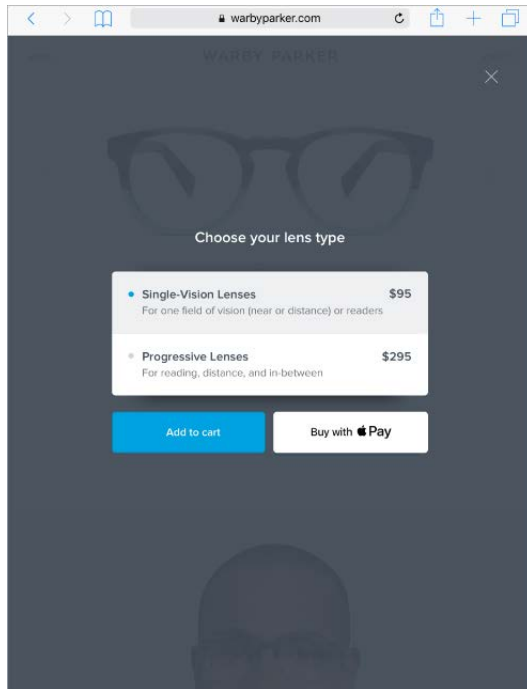 warbyparker.com
WARBY PARKER
Choose your lens type
Single-Vision Lenses $95
For one field of vision (near or distance) or readers
Progressive Lenses $295
For reading, distance, and in-between
Add to cart
Buy with Pay